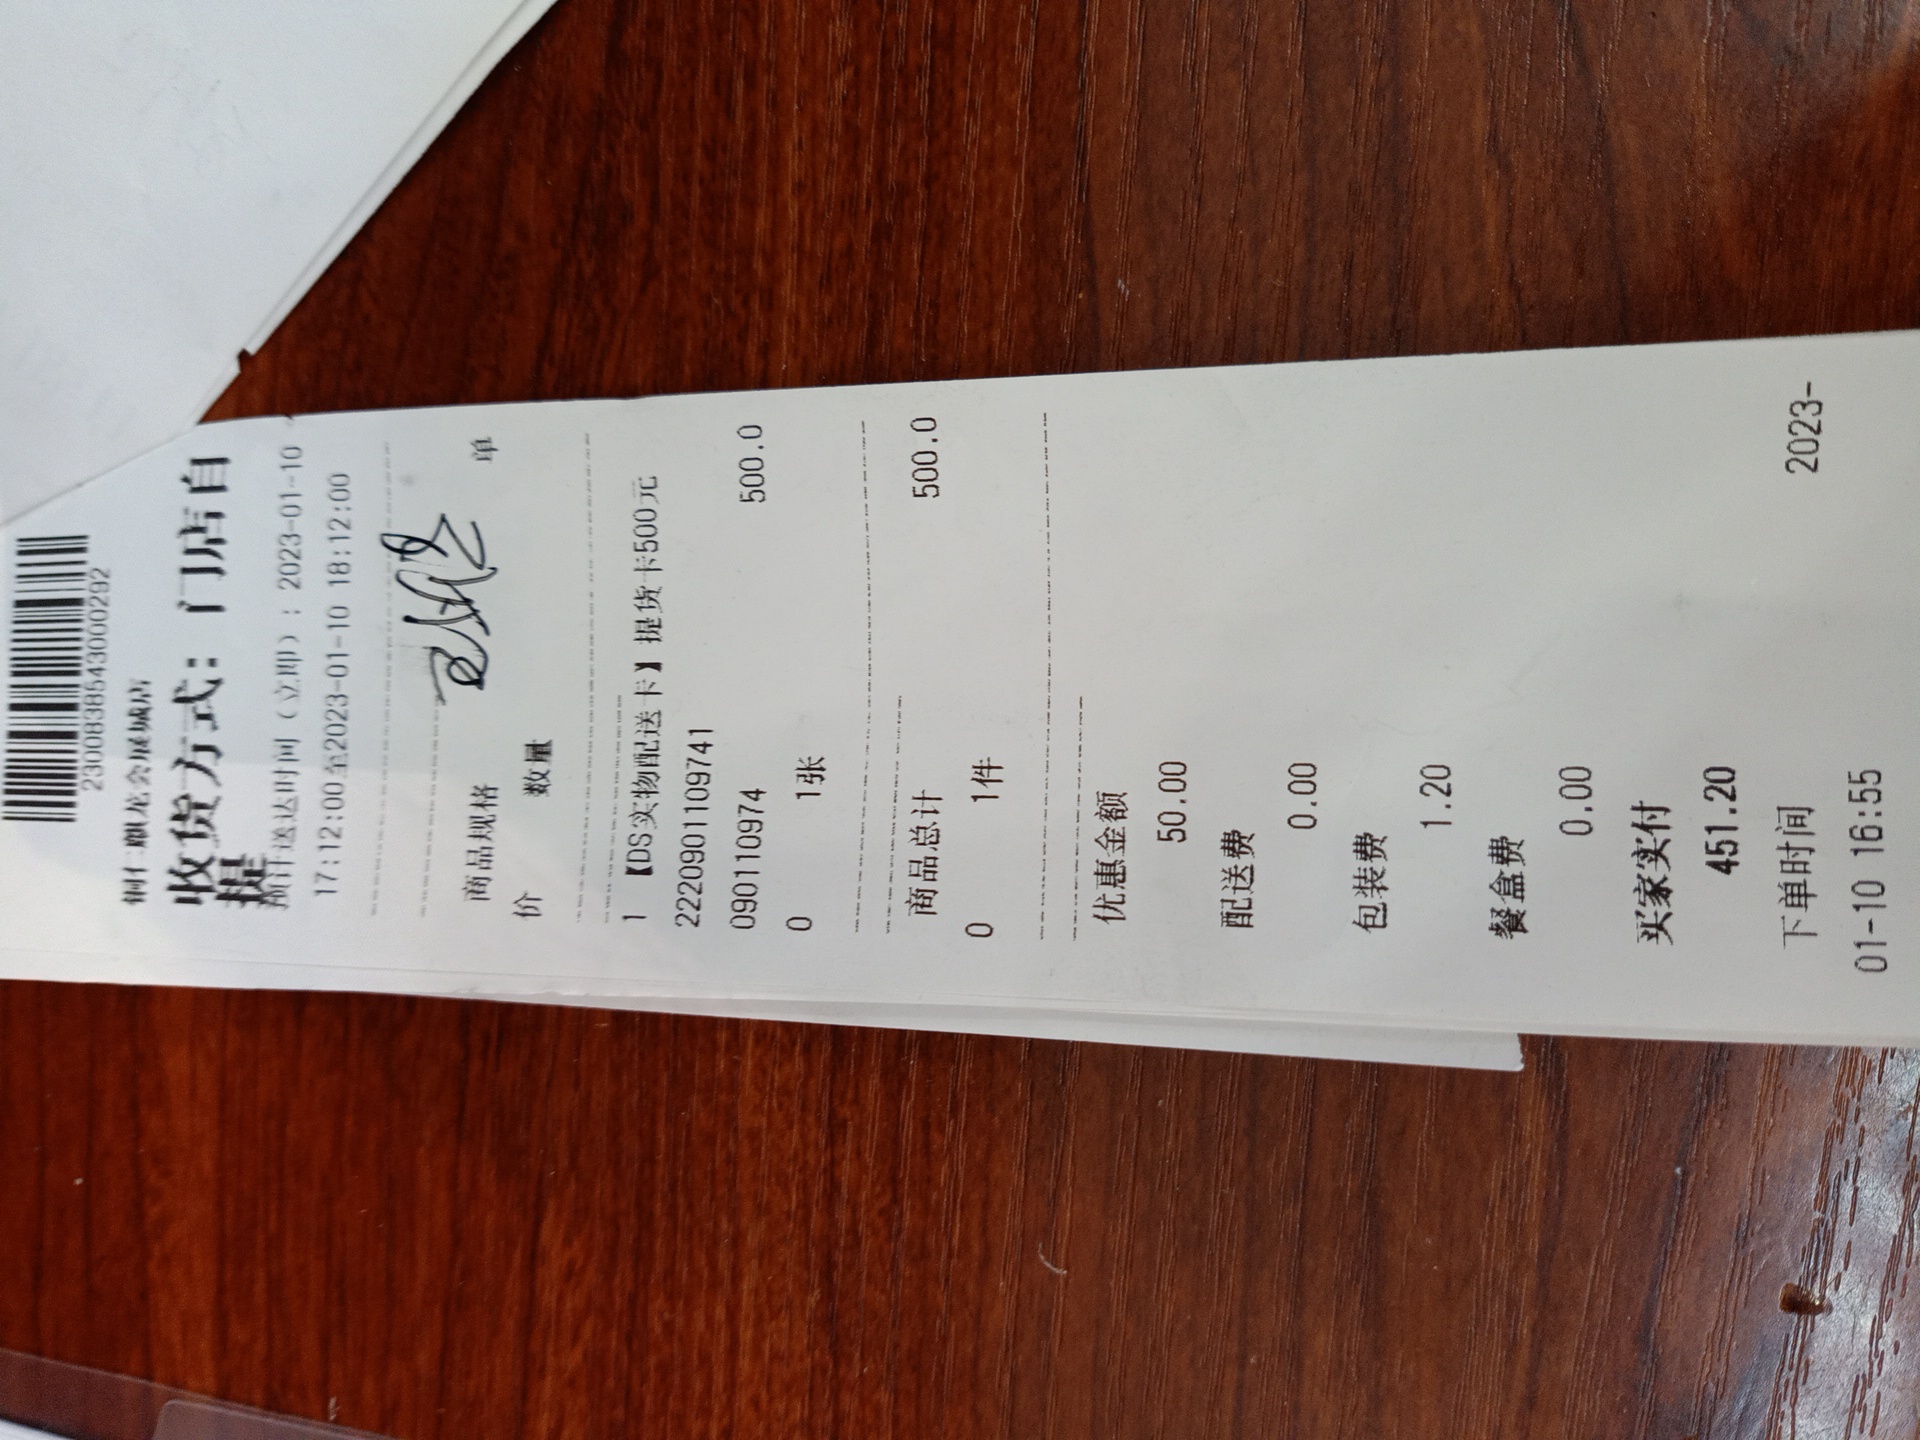 2300838543000292
铜仁麒龙会展城店
收货方式：门店自
提
预计送达时间（立即）：2023-01-10
17:12:00至2023-01-10 18:12:00
商品规格 单
价 数量
1 【DS实物配送卡】提货卡500元
2220901109741
090110974 500.0
0 1张
商品总计 500.0
0 1件
优惠金额
50.00
配送费
0.00
包装费
1.20
餐盒费
0.00
买家实付
451.20
下单时间 2023-
01-10 16:55